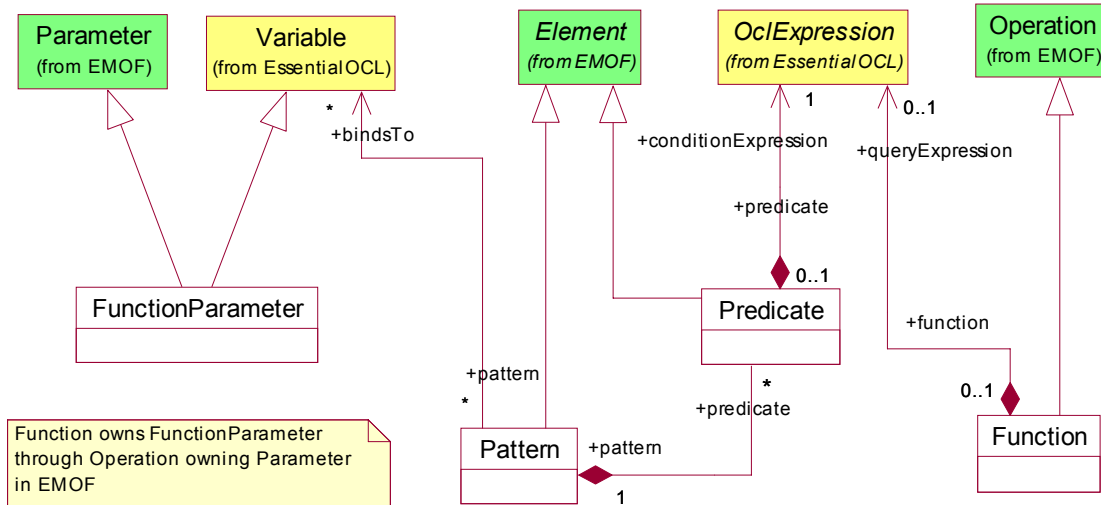 Parameter
(from EMOF)
Variable
(from EssentialOCL)
Element
(from EMOF)
OclExpression
(from EssentialOCL)
Operation
(from EMOF)
*
+bindsTo
1
+conditionExpression
0..1
+queryExpression
+predicate
0..1
FunctionParameter
Predicate
+function
+pattern
*
*
+predicate
0..1
Function owns FunctionParameter
through Operation owning Parameter
in EMOF
Pattern
+pattern
1
Function